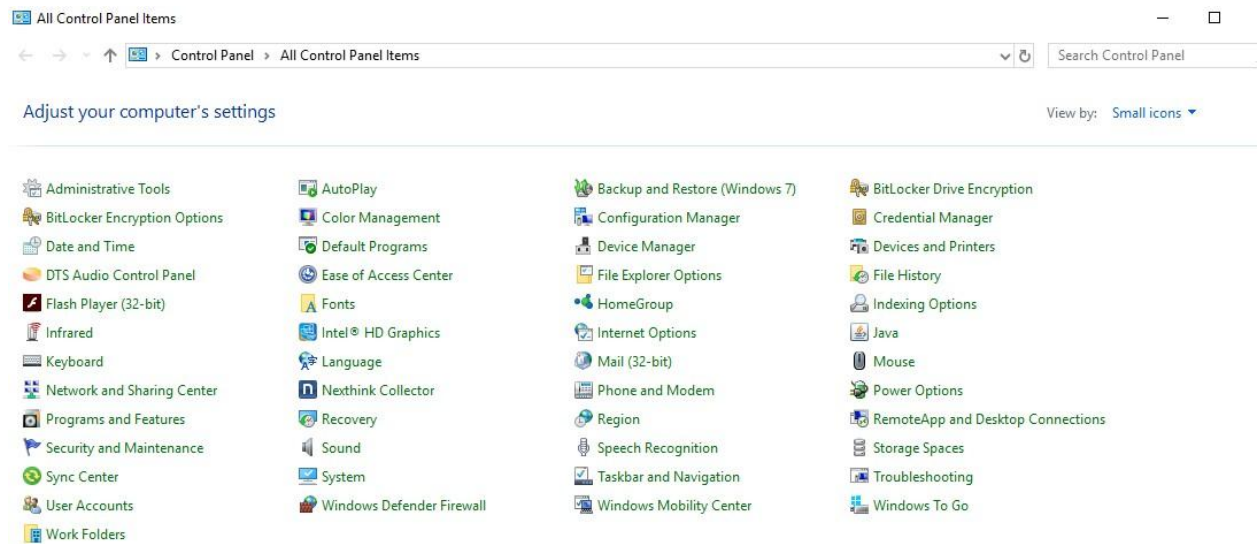 All Control Panel Items
Control Panel > All Control Panel Items
Search Control Panel
Adjust your computer's settings
View by: Small icons
Administrative Tools AutoPlay Backup and Restore (Windows 7) BitLocker Drive Encryption
BitLocker Encryption Options Color Management Configuration Manager Credential Manager
Date and Time Default Programs Device Manager Devices and Printers
DTS Audio Control Panel Ease of Access Center File Explorer Options File History
Flash Player (32-bit) Fonts HomeGroup Indexing Options
Infrared Intel® HD Graphics Internet Options Java
Keyboard Language Mail (32-bit) Mouse
Network and Sharing Center Nexthink Collector Phone and Modem Power Options
Programs and Features Recovery Region RemoteApp and Desktop Connections
Security and Maintenance Sound Speech Recognition Storage Spaces
Sync Center System Taskbar and Navigation Troubleshooting
User Accounts Windows Defender Firewall Windows Mobility Center Windows To Go
Work Folders